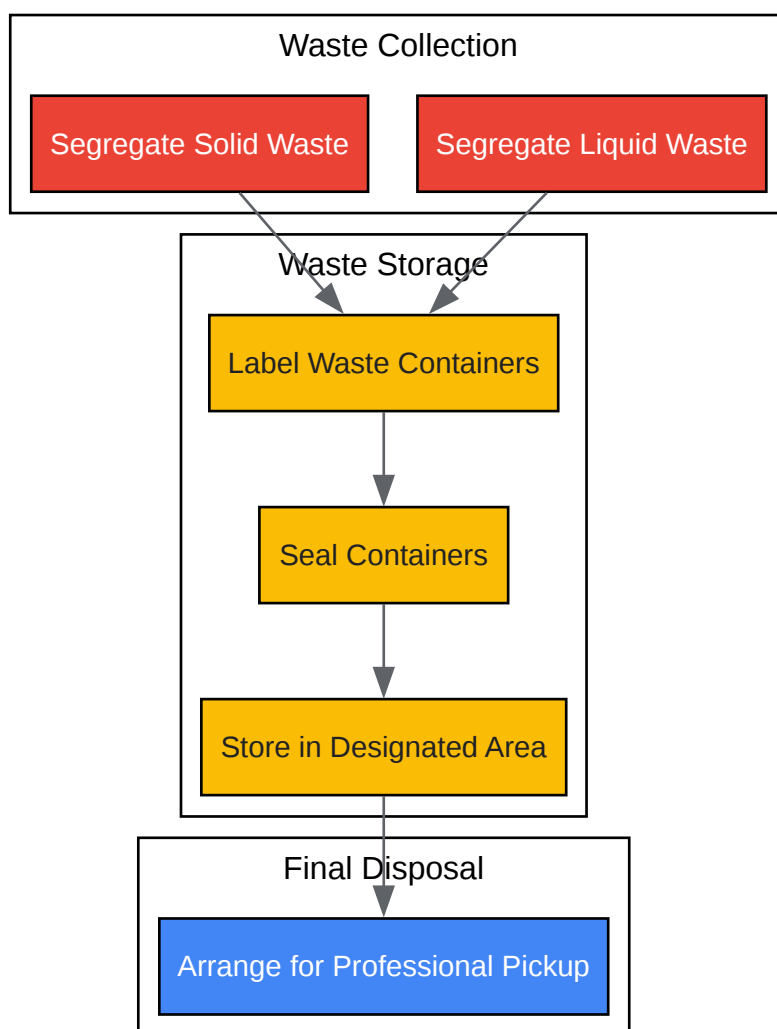 Waste Collection
Segregate Solid Waste
Segregate Liquid Waste
Waste Storage
Label Waste Containers
Seal Containers
Store in Designated Area
Final Disposal
Arrange for Professional Pickup